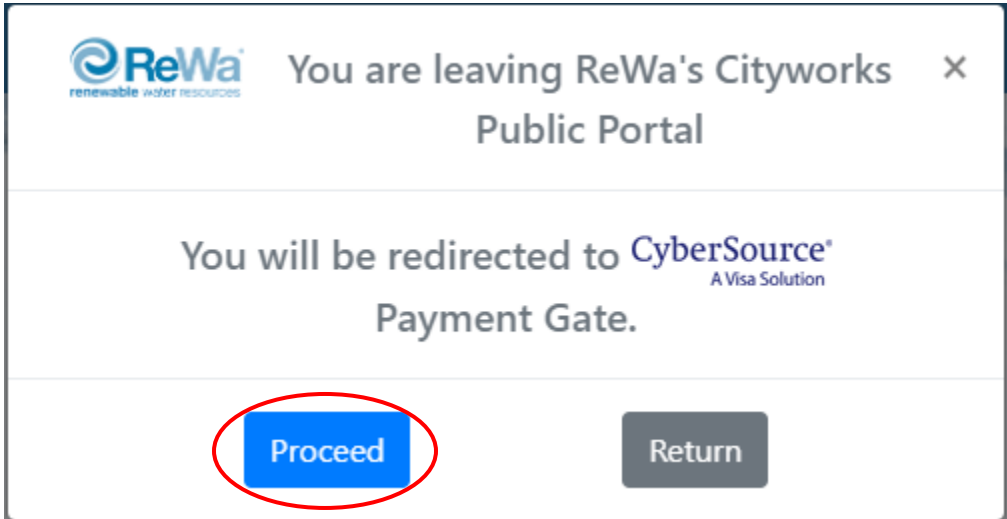 ReWa
renewable water resources
You are leaving ReWa's Cityworks ×
Public Portal
You will be redirected to CyberSource®
A Visa Solution
Payment Gate.
Proceed
Return